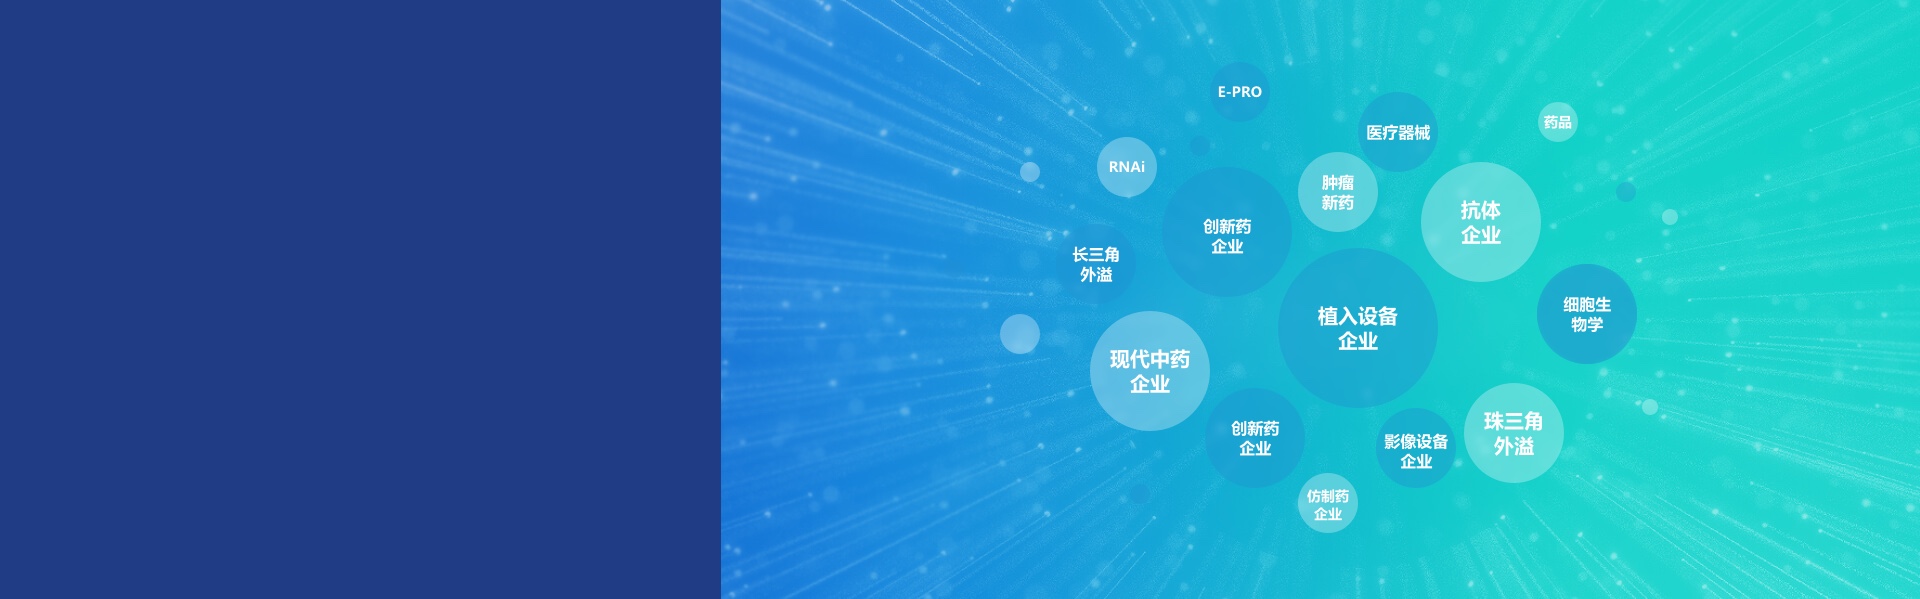 E-PRO
医疗器械
药品
RNAi
肿瘤
新药
创新药
企业
抗体
企业
长三角
外溢
植入设备
企业
细胞生
物学
现代中药
企业
创新药
企业
影像设备
企业
珠三角
外溢
仿制药
企业